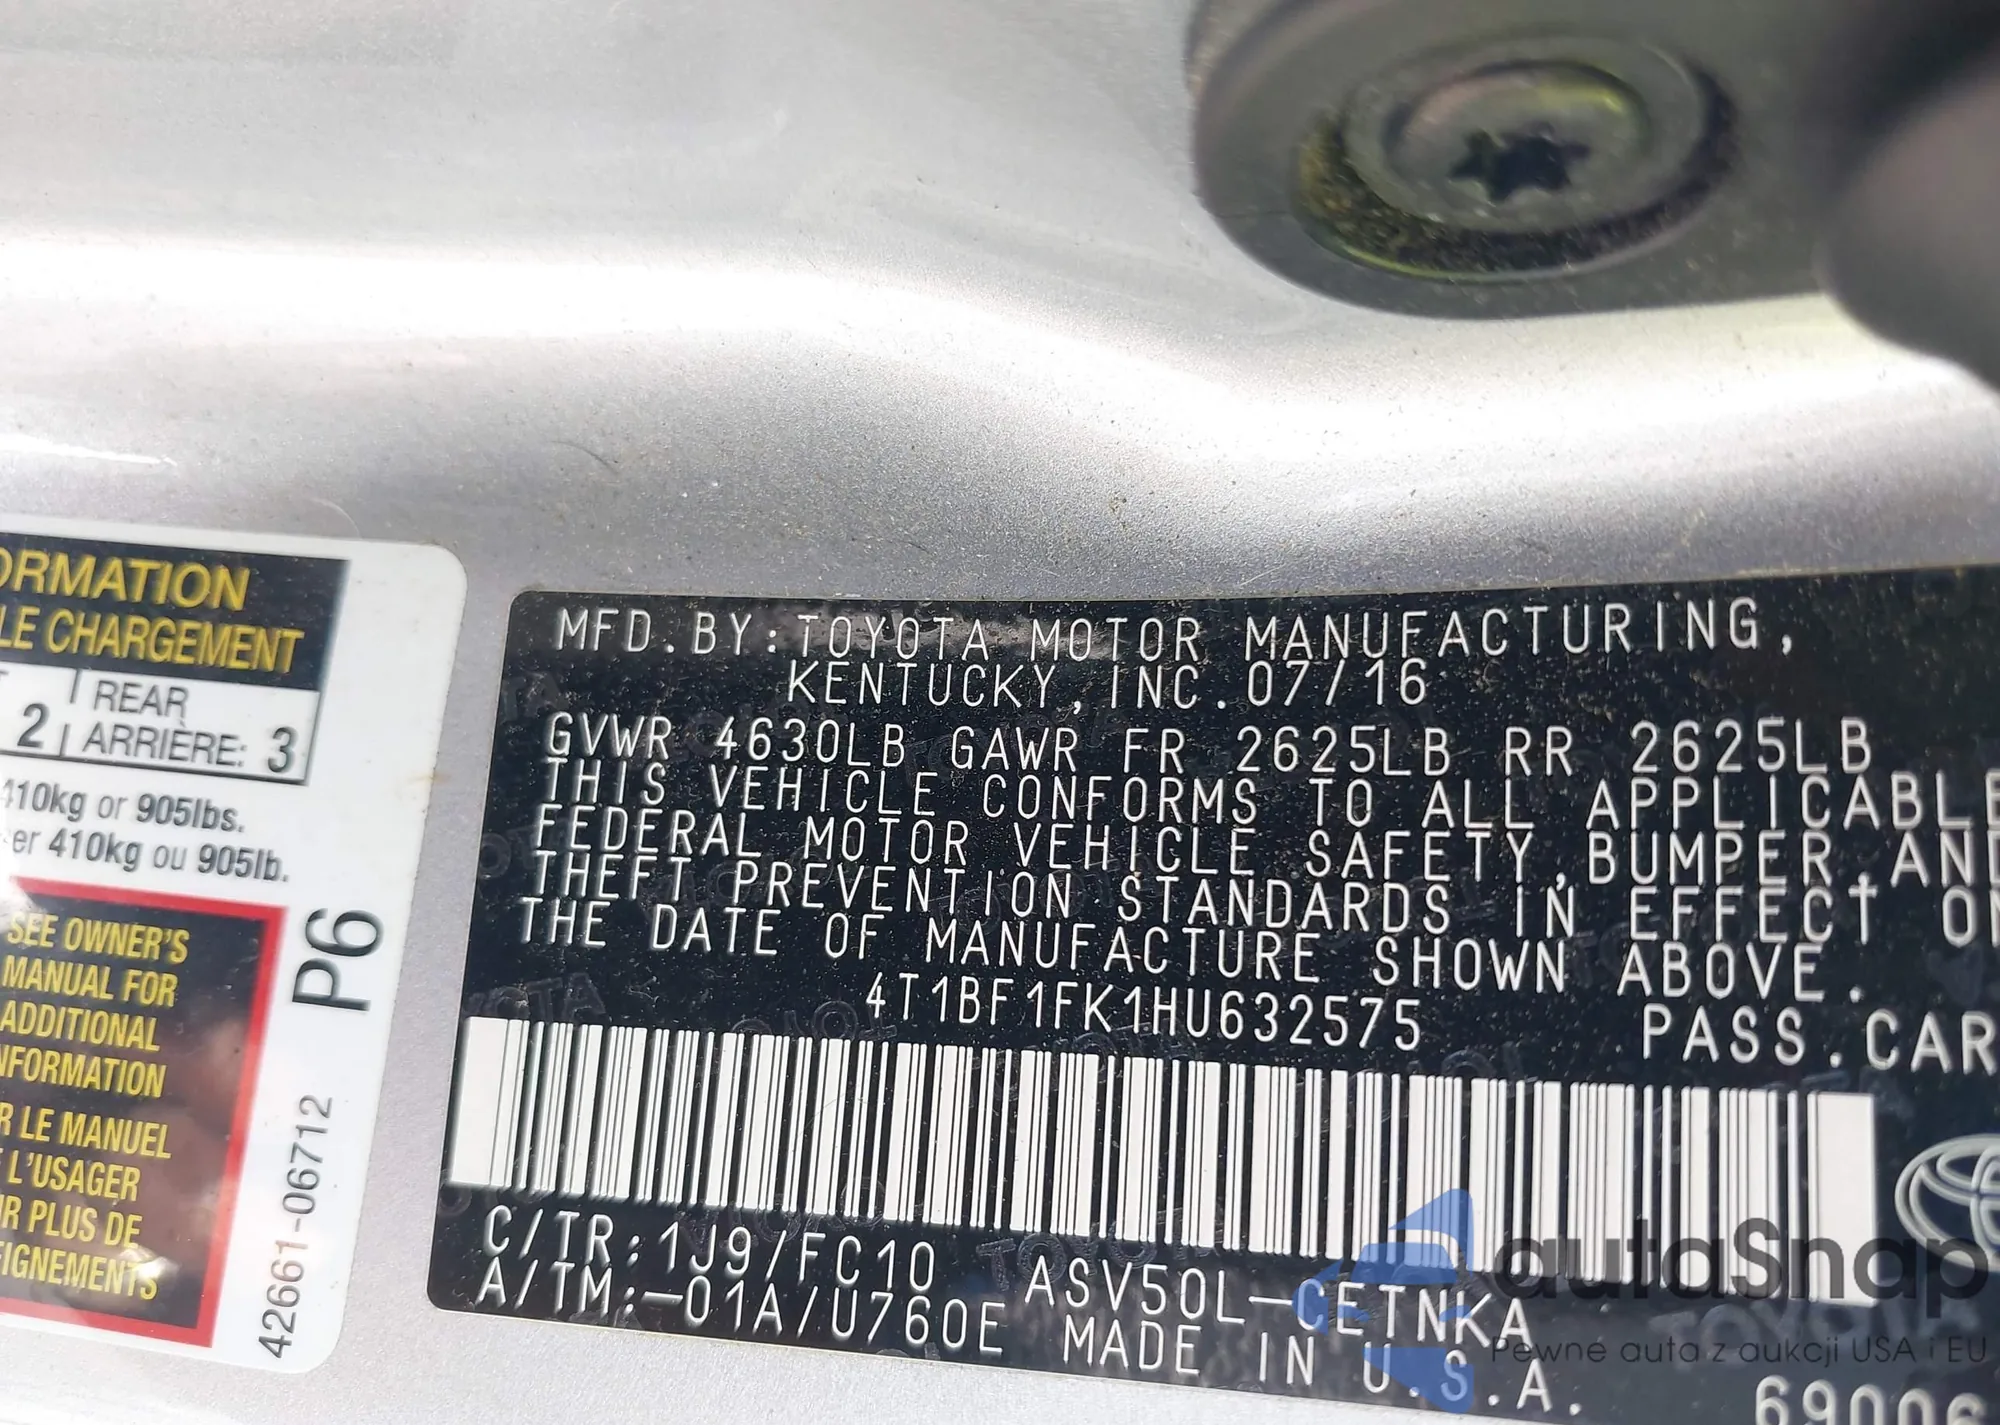 ORMATION
LE CHARGEMENT
2 REAR
ARRIÈRE: 3
410kg or 905lbs.
er 410kg ou 905lb.
SEE OWNER'S
MANUAL FOR
ADDITIONAL
NFORMATION
R LE MANUEL
L'USAGER
R PLUS DE
EIGNEMENTS
P6
42661-06712
MFD. BY: TOYOTA MOTOR MANUFACTURING,
KENTUCKY, INC. 07/16
GVWR 4630LB GAWR FR 2625LB RR 2625LB
THIS VEHICLE CONFORMS TO ALL APPLICABLE
FEDERAL MOTOR VEHICLE SAFETY, BUMPER, AND
THEFT PREVENTION STANDARDS IN EFFECT ON
THE DATE OF MANUFACTURE SHOWN ABOVE.
4T1BF1FK1HU632575 PASS. CAR
C/TR: 1J9/FC10 ASV50L-CETNKA
A/TM: -01A/U760E MADE IN U.S.A.
69006
autaSnap
Pewne auta z aukcji USA i EU